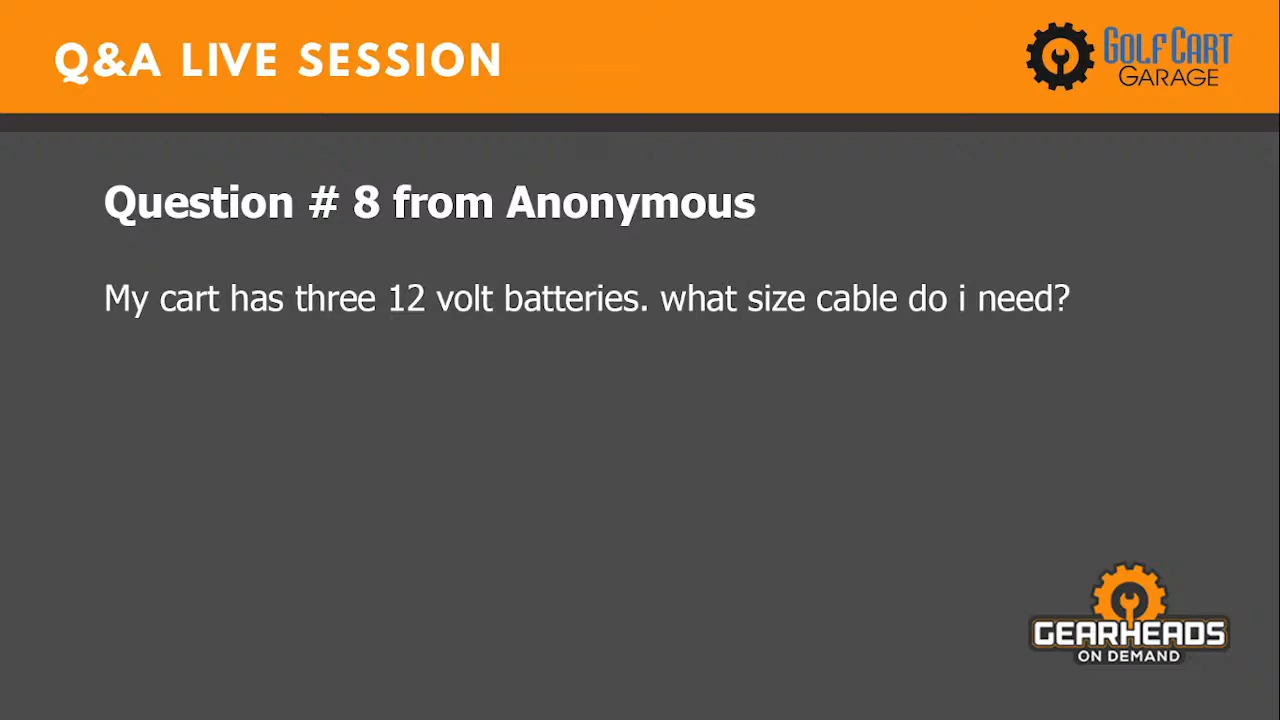 Q&A LIVE SESSION
GOLF CART
GARAGE
Question # 8 from Anonymous
My cart has three 12 volt batteries. what size cable do i need?
GEARHEADS
ON DEMAND